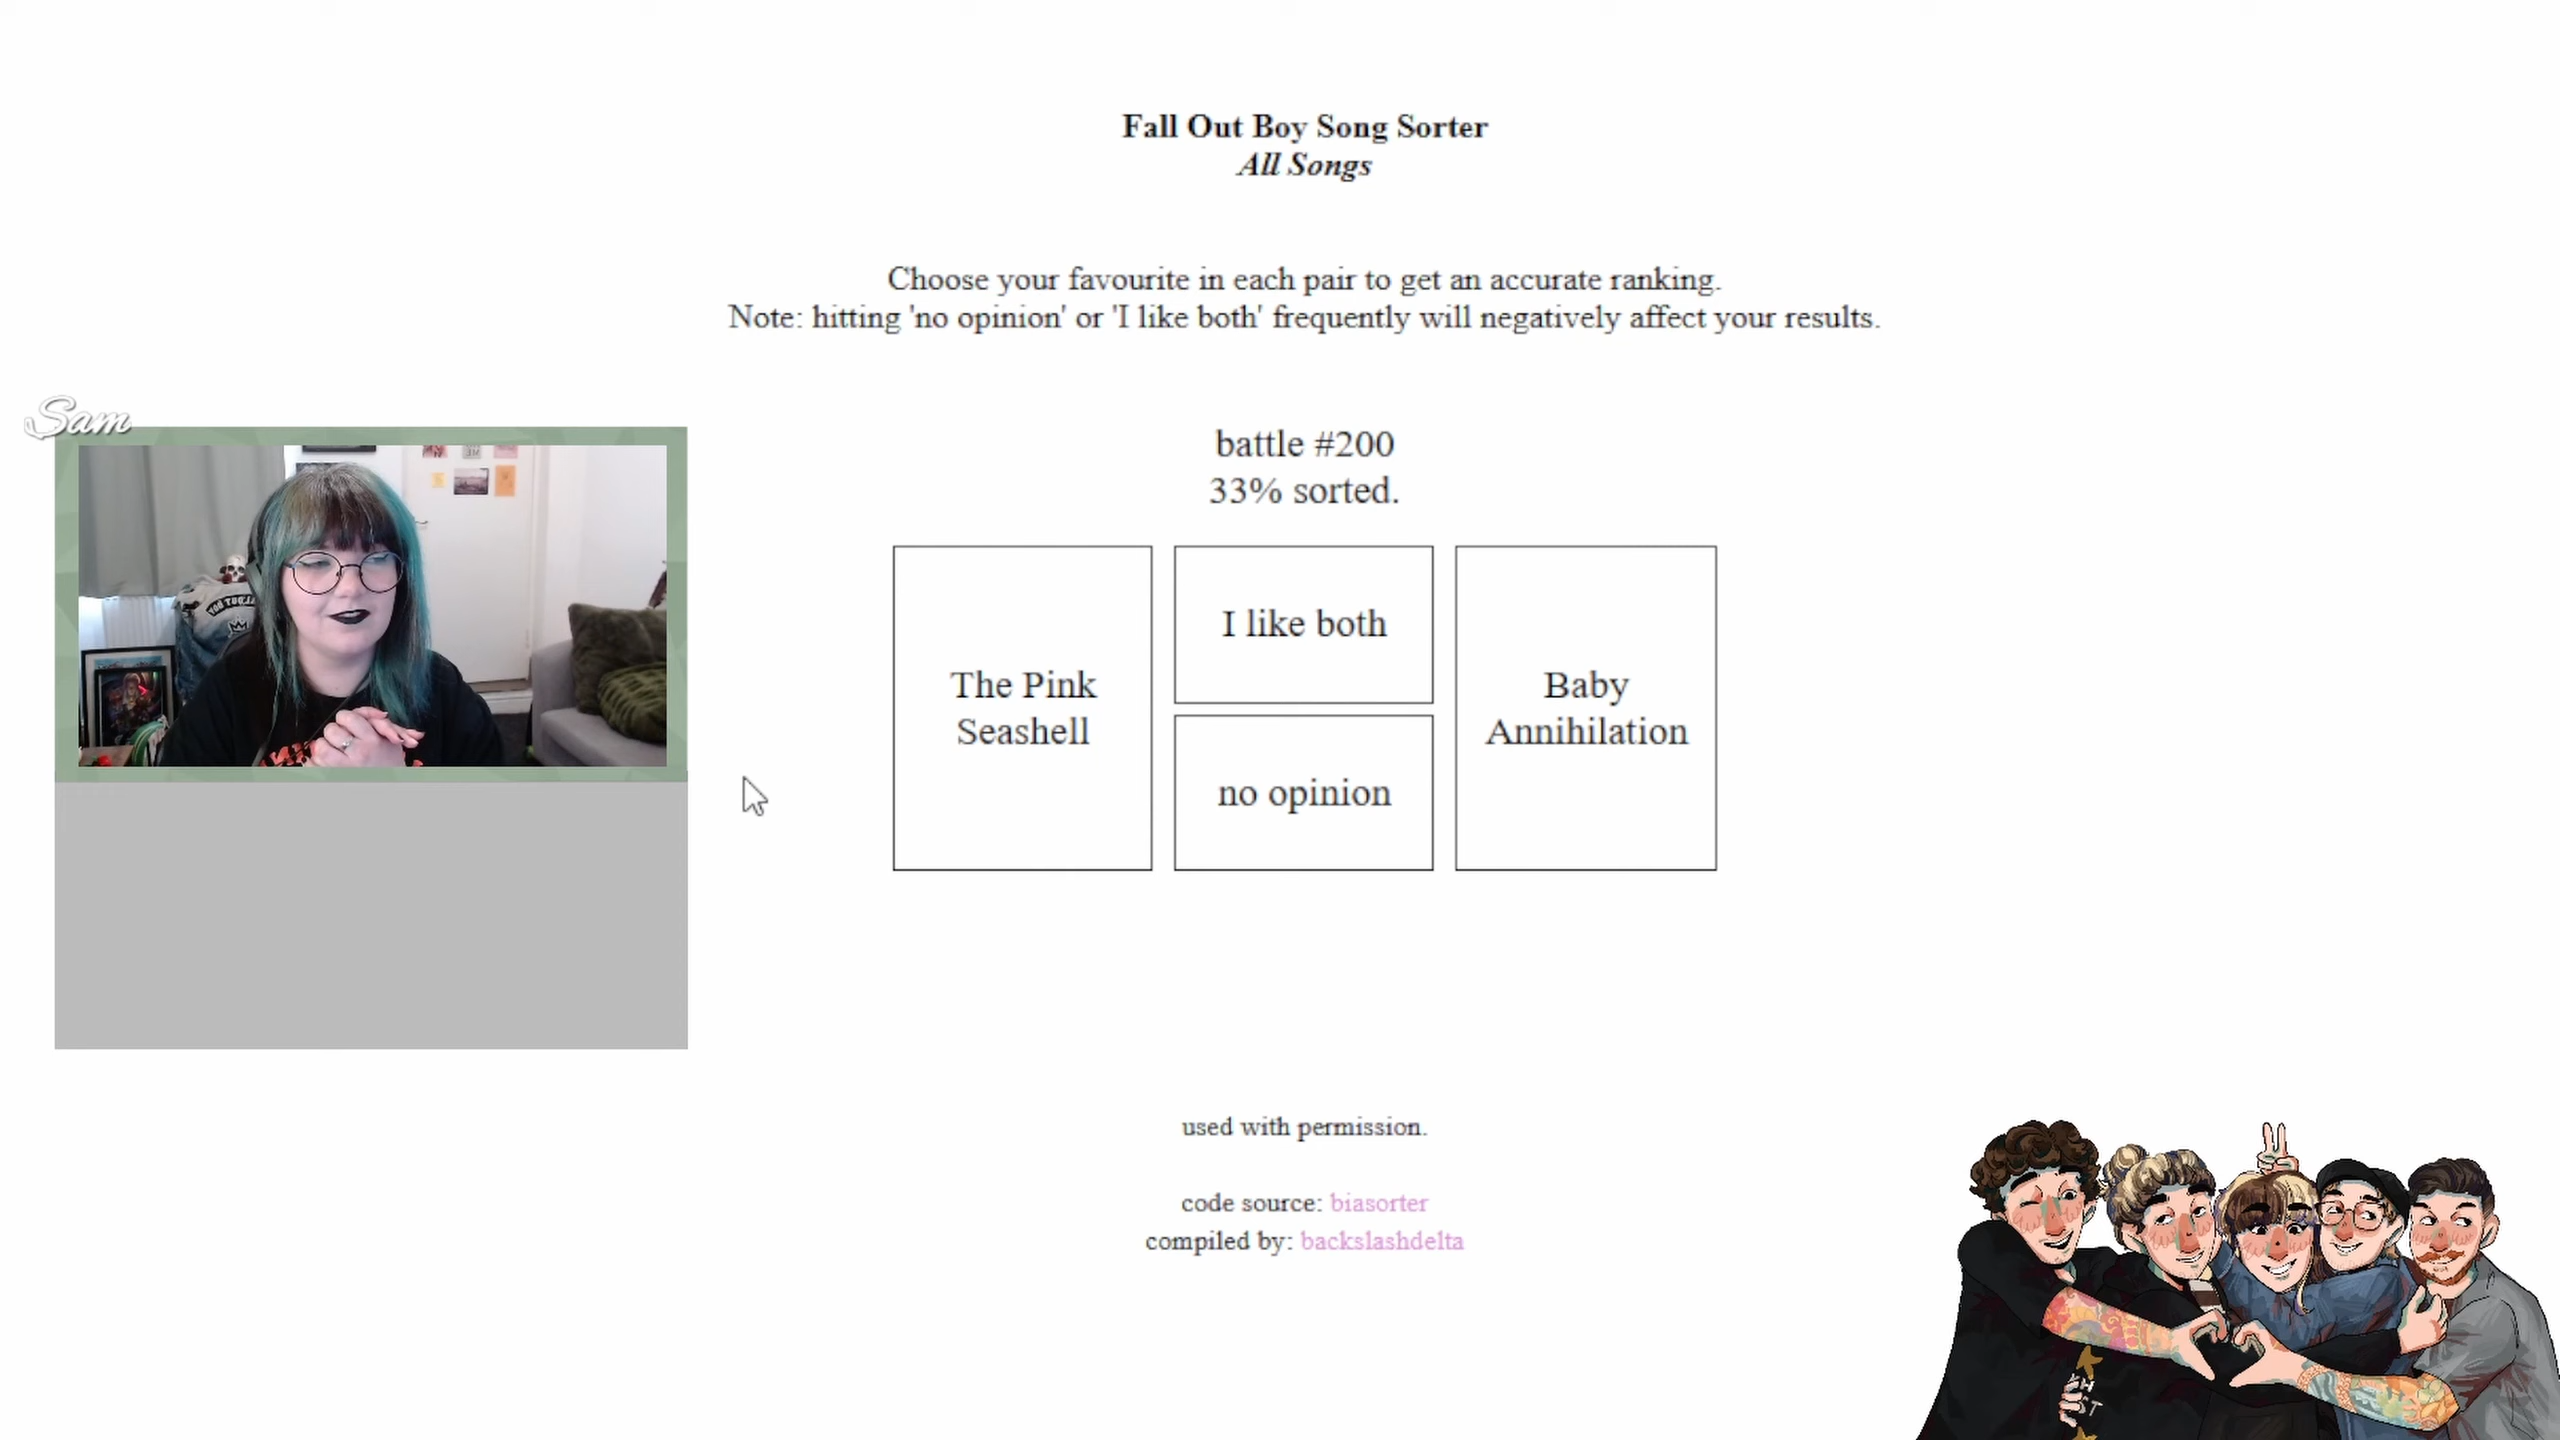 Fall Out Boy Song Sorter
All Songs
Choose your favourite in each pair to get an accurate ranking.
Note: hitting 'no opinion' or 'I like both' frequently will negatively affect your results.
Sam
battle #200
33% sorted.
The Pink
Seashell
I like both
no opinion
Baby
Annihilation
used with permission.
code source: biasorter
compiled by: backslashdelta